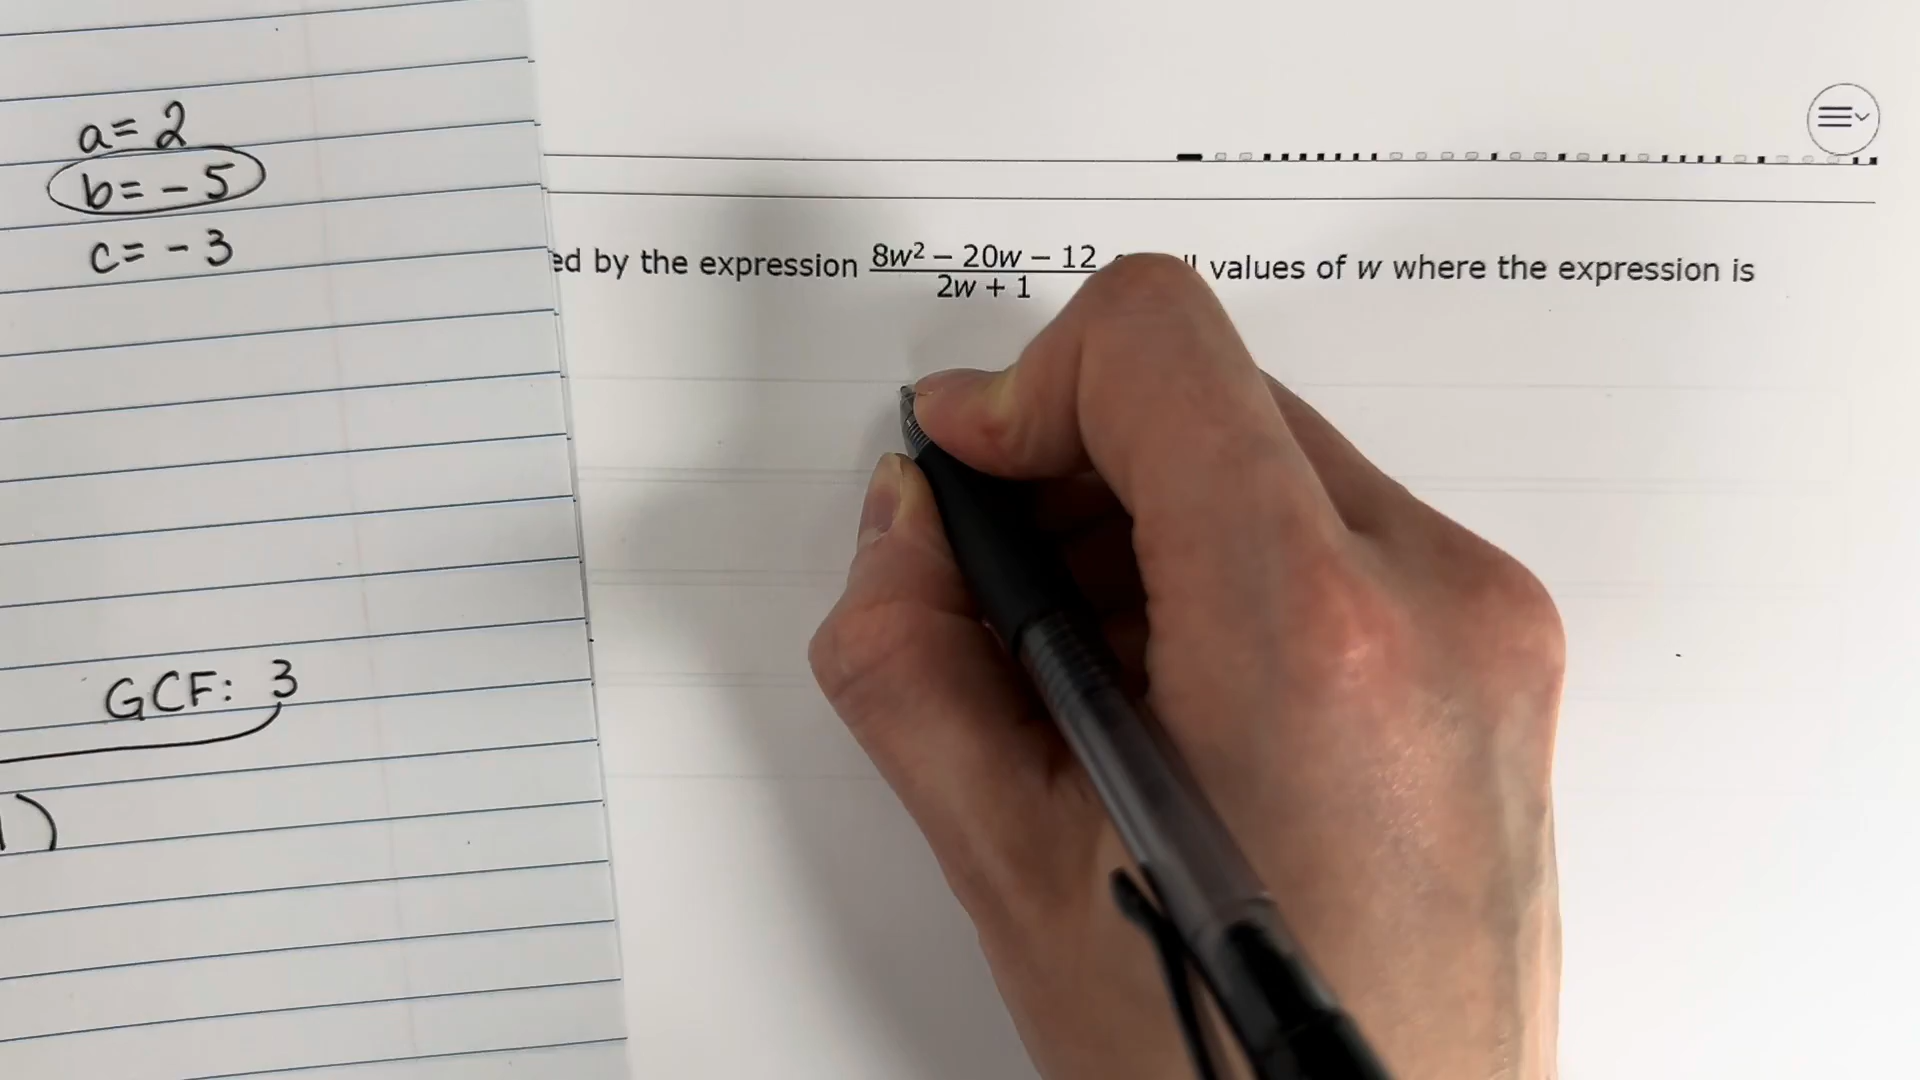 a = 2
b = - 5
c = - 3
GCF: 3
)
by the expression 8w² – 20w – 12 / 2w + 1 values of w where the expression is